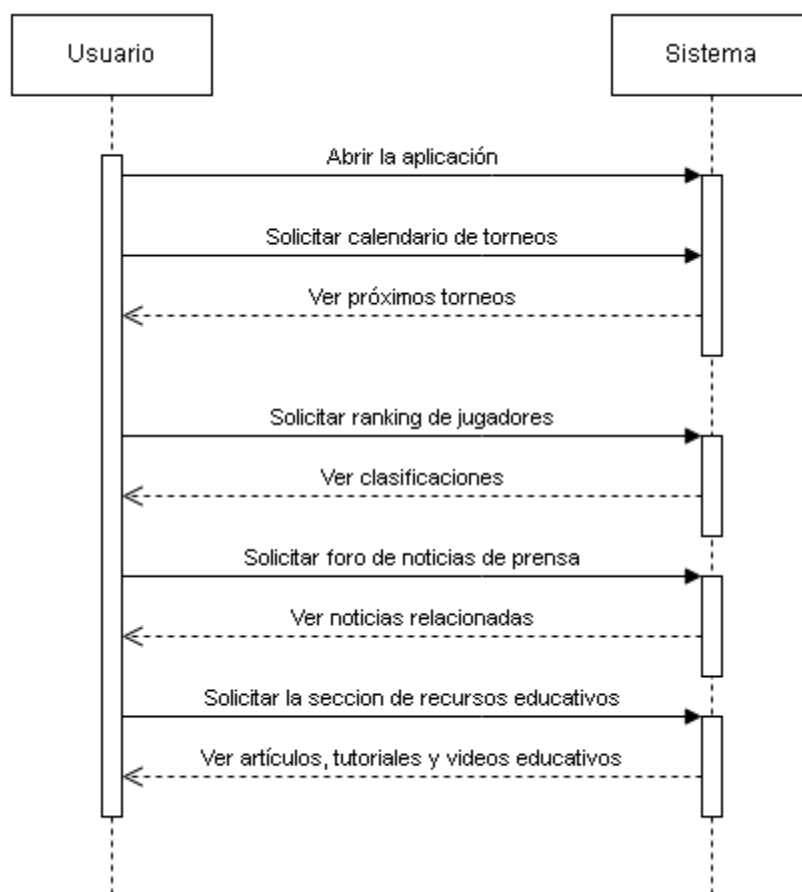 Usuario
Sistema
Abrir la aplicación
Solicitar calendario de torneos
Ver próximos torneos
Solicitar ranking de jugadores
Ver clasificaciones
Solicitar foro de noticias de prensa
Ver noticias relacionadas
Solicitar la seccion de recursos educativos
Ver artículos, tutoriales y videos educativos